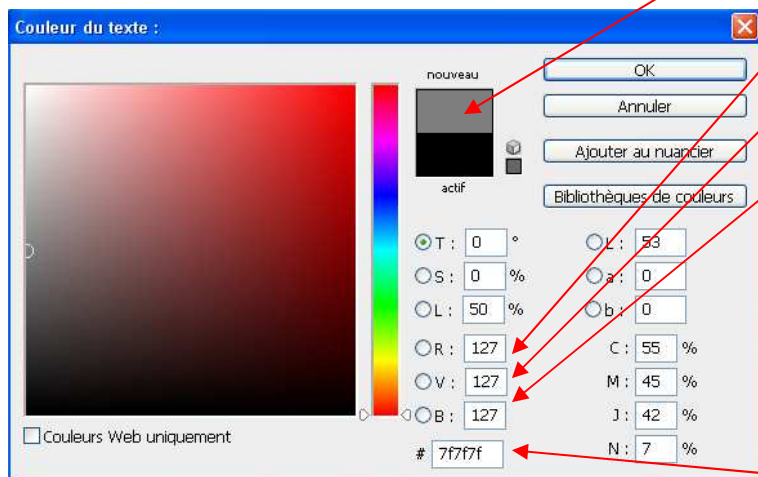 Couleur du texte :
nouveau
actif
OK
Annuler
Ajouter au nuancier
Bibliothèques de couleurs
T : 0 °
S : 0 %
L : 50 %
R : 127
V : 127
B : 127
# 7f7f7f
L : 53
a : 0
b : 0
C : 55 %
M : 45 %
J : 42 %
N : 7 %
Couleurs Web uniquement